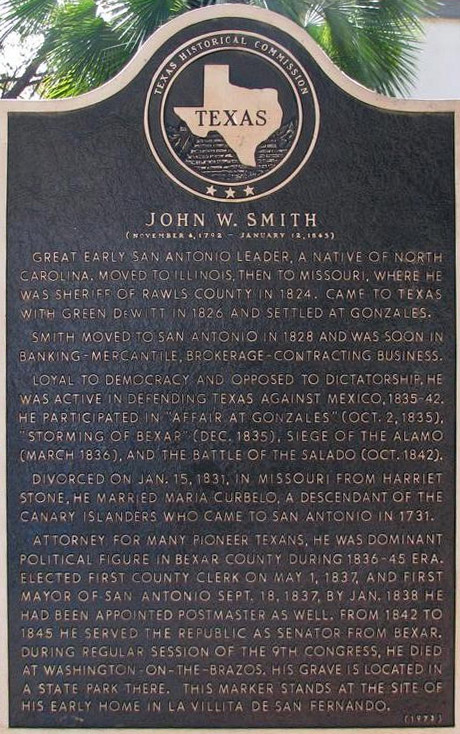 TEXAS HISTORICAL COMMISSION
TEXAS
JOHN W. SMITH
(NOVEMBER 4, 1792 - JANUARY 12, 1845)
GREAT EARLY SAN ANTONIO LEADER, A NATIVE OF NORTH
CAROLINA. MOVED TO ILLINOIS, THEN TO MISSOURI, WHERE HE
WAS SHERIFF OF RAWLS COUNTY IN 1824. CAME TO TEXAS
WITH GREEN DeWITT IN 1826 AND SETTLED AT GONZALES.
SMITH MOVED TO SAN ANTONIO IN 1828 AND WAS SOON IN
BANKING-MERCANTILE, BROKERAGE-CONTRACTING BUSINESS.
LOYAL TO DEMOCRACY AND OPPOSED TO DICTATORSHIP, HE
WAS ACTIVE IN DEFENDING TEXAS AGAINST MEXICO, 1835-42.
HE PARTICIPATED IN "AFFAIR AT GONZALES" (OCT. 2, 1835),
"STORMING OF BEXAR" (DEC. 1835), SIEGE OF THE ALAMO
(MARCH 1836), AND THE BATTLE OF THE SALADO (OCT. 1842).
DIVORCED ON JAN. 15, 1831, IN MISSOURI FROM HARRIET
STONE, HE MARRIED MARIA CURBELO, A DESCENDANT OF THE
CANARY ISLANDERS WHO CAME TO SAN ANTONIO IN 1731.
ATTORNEY FOR MANY PIONEER TEXANS, HE WAS DOMINANT
POLITICAL FIGURE IN BEXAR COUNTY DURING 1836-45 ERA.
ELECTED FIRST COUNTY CLERK ON MAY 1, 1837, AND FIRST
MAYOR OF SAN ANTONIO SEPT. 18, 1837, BY JAN. 1838 HE
HAD BEEN APPOINTED POSTMASTER AS WELL. FROM 1842 TO
1845 HE SERVED THE REPUBLIC AS SENATOR FROM BEXAR.
DURING REGULAR SESSION OF THE 9TH CONGRESS, HE DIED
AT WASHINGTON-ON-THE-BRAZOS. HIS GRAVE IS LOCATED IN
A STATE PARK THERE. THIS MARKER STANDS AT THE SITE OF
HIS EARLY HOME IN LA VILLITA DE SAN FERNANDO.
(1973)